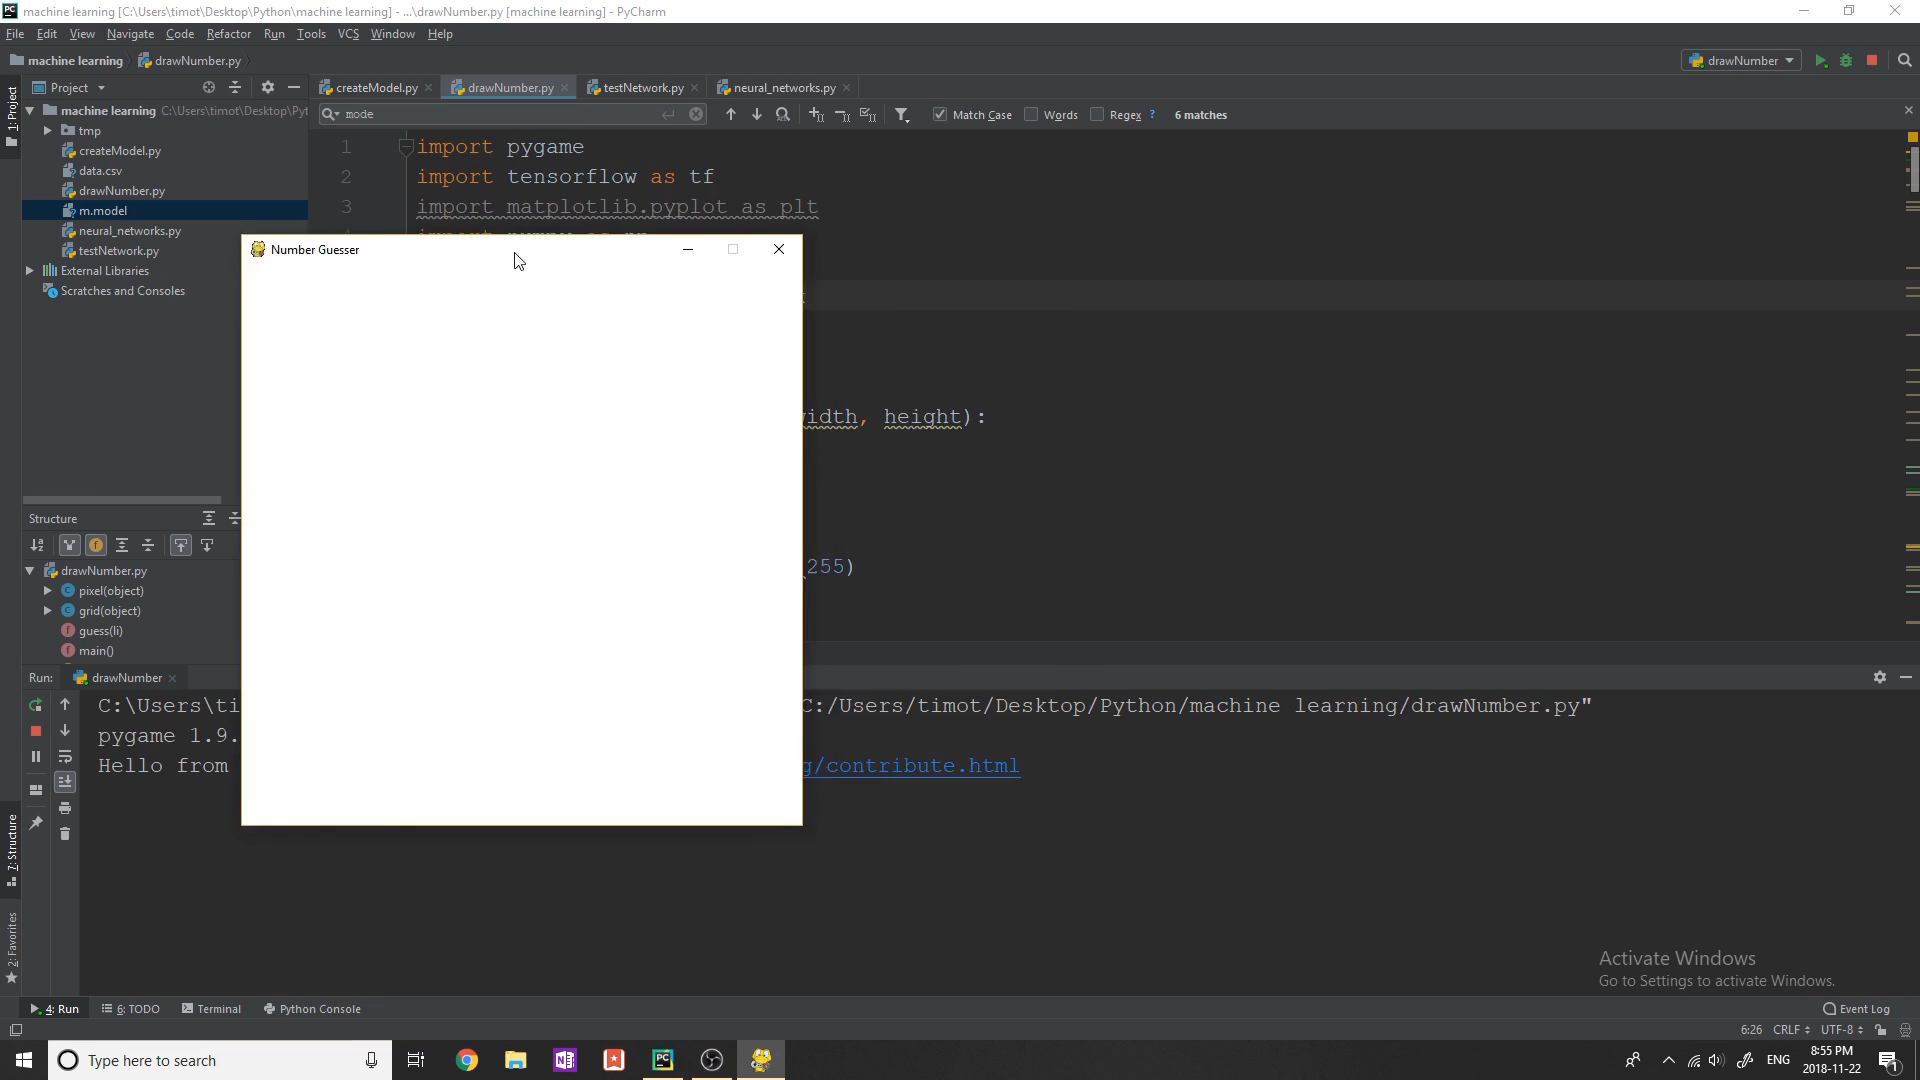 machine learning [C:\Users\timot\Desktop\Python\machine learning] - ...\drawNumber.py [machine learning] - PyCharm
File Edit View Navigate Code Refactor Run Tools VCS Window Help
machine learning drawNumber.py
drawNumber
1: Project
Project
createModel.py drawNumber.py testNetwork.py neural_networks.py
machine learning C:\Users\timot\Desktop\Pyt
mode
Match Case Words Regex ? 6 matches
tmp
createModel.py
data.csv
drawNumber.py
m.model
neural_networks.py
testNetwork.py
External Libraries
Scratches and Consoles
1 import pygame
2 import tensorflow as tf
3 import matplotlib.pyplot as plt
Number Guesser
width, height):
255)
Structure
drawNumber.py
pixel(object)
grid(object)
guess(li)
main()
Run: drawNumber
C:\Users\ti C:/Users/timot/Desktop/Python/machine learning/drawNumber.py"
pygame 1.9.
Hello from g/contribute.html
7: Structure
2: Favorites
Activate Windows
Go to Settings to activate Windows.
4: Run 6: TODO Terminal Python Console Event Log
6:26 CRLF UTF-8
Type here to search
ENG
8:55 PM
2018-11-22
1